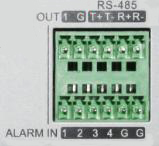 RS-485
OUT 1 G T+ T- R+ R-
ALARM IN 1 2 3 4 G G